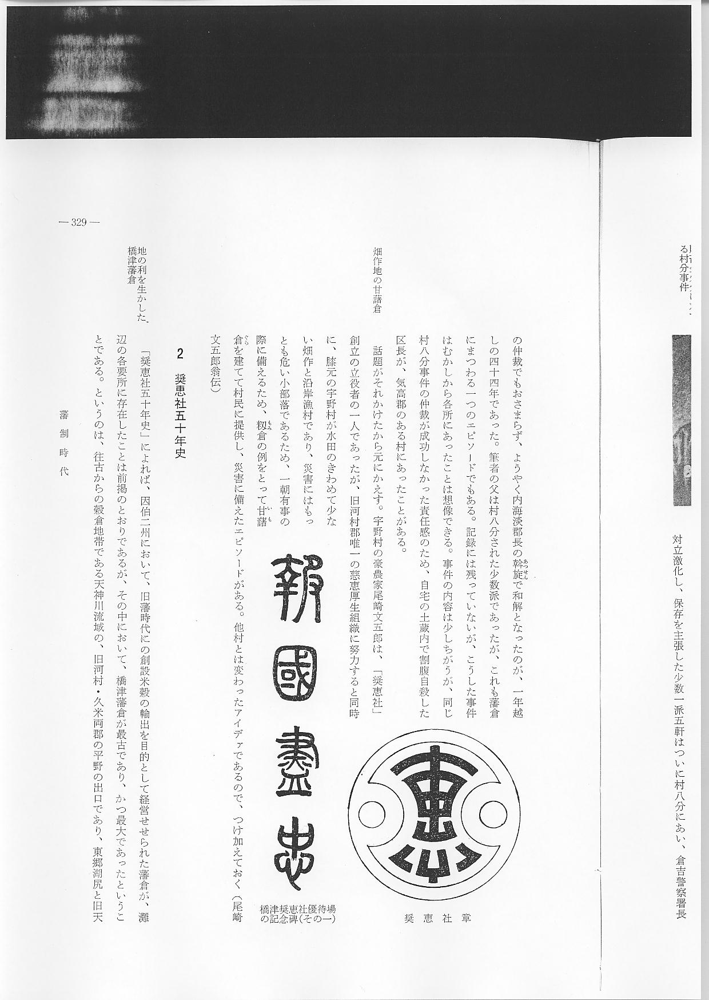 る村分事件
対立激化し、保存を主張した少数一派五軒はついに村八分にあい、倉吉警察署長
の仲裁でもおさまらず、ようやく内海淡郡長の斡旋で和解となったのが、一年越
あつせん
しの四十四年であった。筆者の父は村八分された少数派であったが、これも藩倉
にまつわる一つのエピソードでもある。記録には残っていないが、こうした事件
はむかしから各所にあったことは想像できる。事件の内容は少しちがうが、同じ
村八分事件の仲裁が成功しなかった責任感のため、自宅の土蔵内で割腹自殺した
区長が、気高郡のある村にあったことがある。
畑作地の甘藷倉
話題がそれかけたから元にかえす。宇野村の豪農家尾崎文五郎は、「奨恵社」
創立の立役者の一人であったが、旧河村郡唯一の慈恵厚生組織に努力すると同時
に、膝元の宇野村が水田のきわめて少な
い畑作と沿岸漁村であり、災害にはもっ
とも危い小部落であるため、一朝有事の
際に備えるため、籾倉の例をとって甘藷
もみ
いも
倉を建てて村民に提供し、災害に備えたエピソードがある。他村とは変わったアイデァであるので、つけ加えておく（尾崎
ぐら
文五郎翁伝）
奨恵社章
報國盡忠
橋津奨恵社優待場
の記念碑（その一）
2 奨恵社五十年史
地の利を生かした
橋津藩倉
「奨恵社五十年史」によれば、因伯二州において、旧藩時代にの創設米穀の輸出を目的として経営せせられた藩倉が、灘
辺の各要所に存在したことは前掲のとおりであるが、その中において、橋津藩倉が最古であり、かつ最大であったというこ
とである。というのは、往古からの穀倉地帯である天神川流域の、旧河村・久米両郡の平野の出口であり、東郷湖尻と旧天
藩制時代
— 329 —